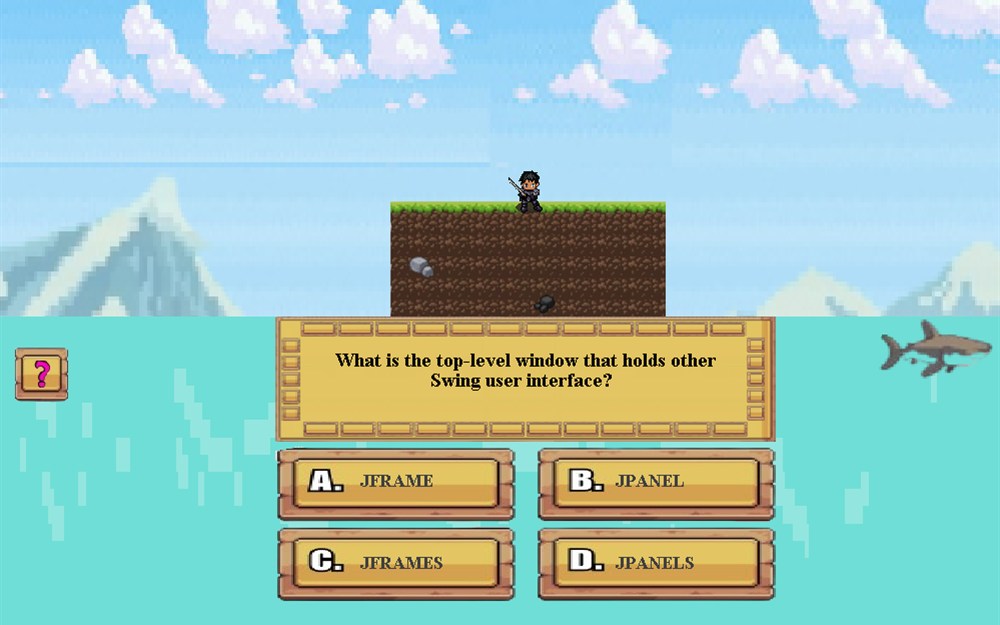 What is the top-level window that holds other
Swing user interface?
?
A. JFRAME
B. JPANEL
C. JFRAMES
D. JPANELS